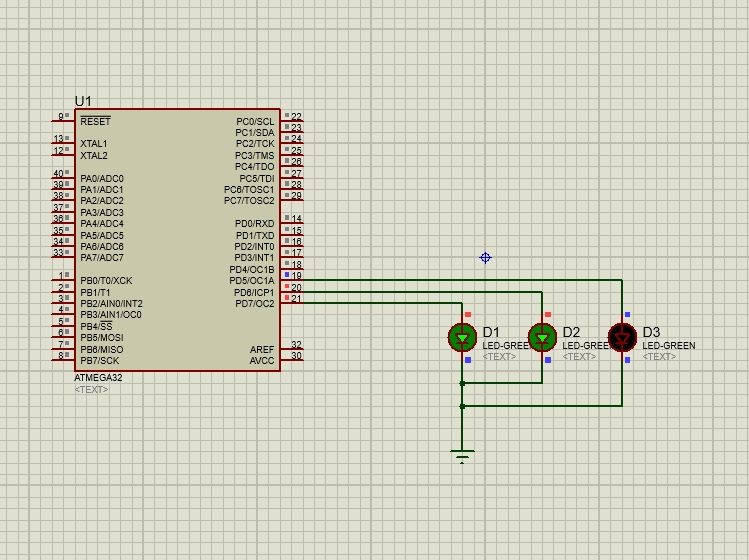 U1
9 RESET
13 XTAL1
12 XTAL2
40 PA0/ADC0
39 PA1/ADC1
38 PA2/ADC2
37 PA3/ADC3
36 PA4/ADC4
35 PA5/ADC5
34 PA6/ADC6
33 PA7/ADC7
1 PB0/T0/XCK
2 PB1/T1
3 PB2/AIN0/INT2
4 PB3/AIN1/OC0
5 PB4/SS
6 PB5/MOSI
7 PB6/MISO
8 PB7/SCK
PC0/SCL 22
PC1/SDA 23
PC2/TCK 24
PC3/TMS 25
PC4/TDO 26
PC5/TDI 27
PC6/TOSC1 28
PC7/TOSC2 29
PD0/RXD 14
PD1/TXD 15
PD2/INT0 16
PD3/INT1 17
PD4/OC1B 18
PD5/OC1A 19
PD6/ICP1 20
PD7/OC2 21
AREF 32
AVCC 30
ATMEGA32
<TEXT>
D1
LED-GREEN
<TEXT>
D2
LED-GREEN
<TEXT>
D3
LED-GREEN
<TEXT>